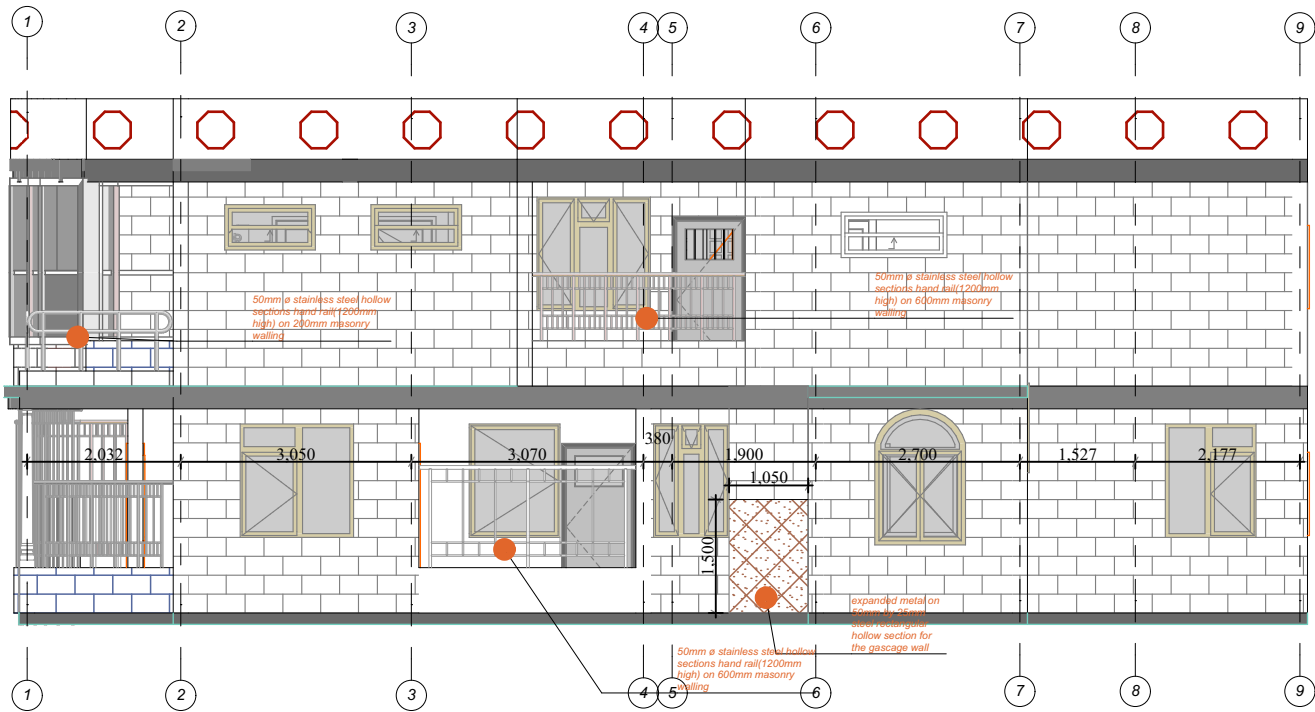 1 2 3 4 5 6 7 8 9
50mm ø stainless steel hollow
sections hand rail(1200mm
high) on 200mm masonry
walling
50mm ø stainless steel hollow
sections hand rail(1200mm
high) on 600mm masonry
walling
2,032 3,050 3,070 380 1,900 2,700 1,527 2,177
1,050
1,500
expanded metal on
50mm by 25mm
steel rectangular
hollow section for
the gascage wall
50mm ø stainless steel hollow
sections hand rail(1200mm
high) on 600mm masonry
walling
1 2 3 4 5 6 7 8 9